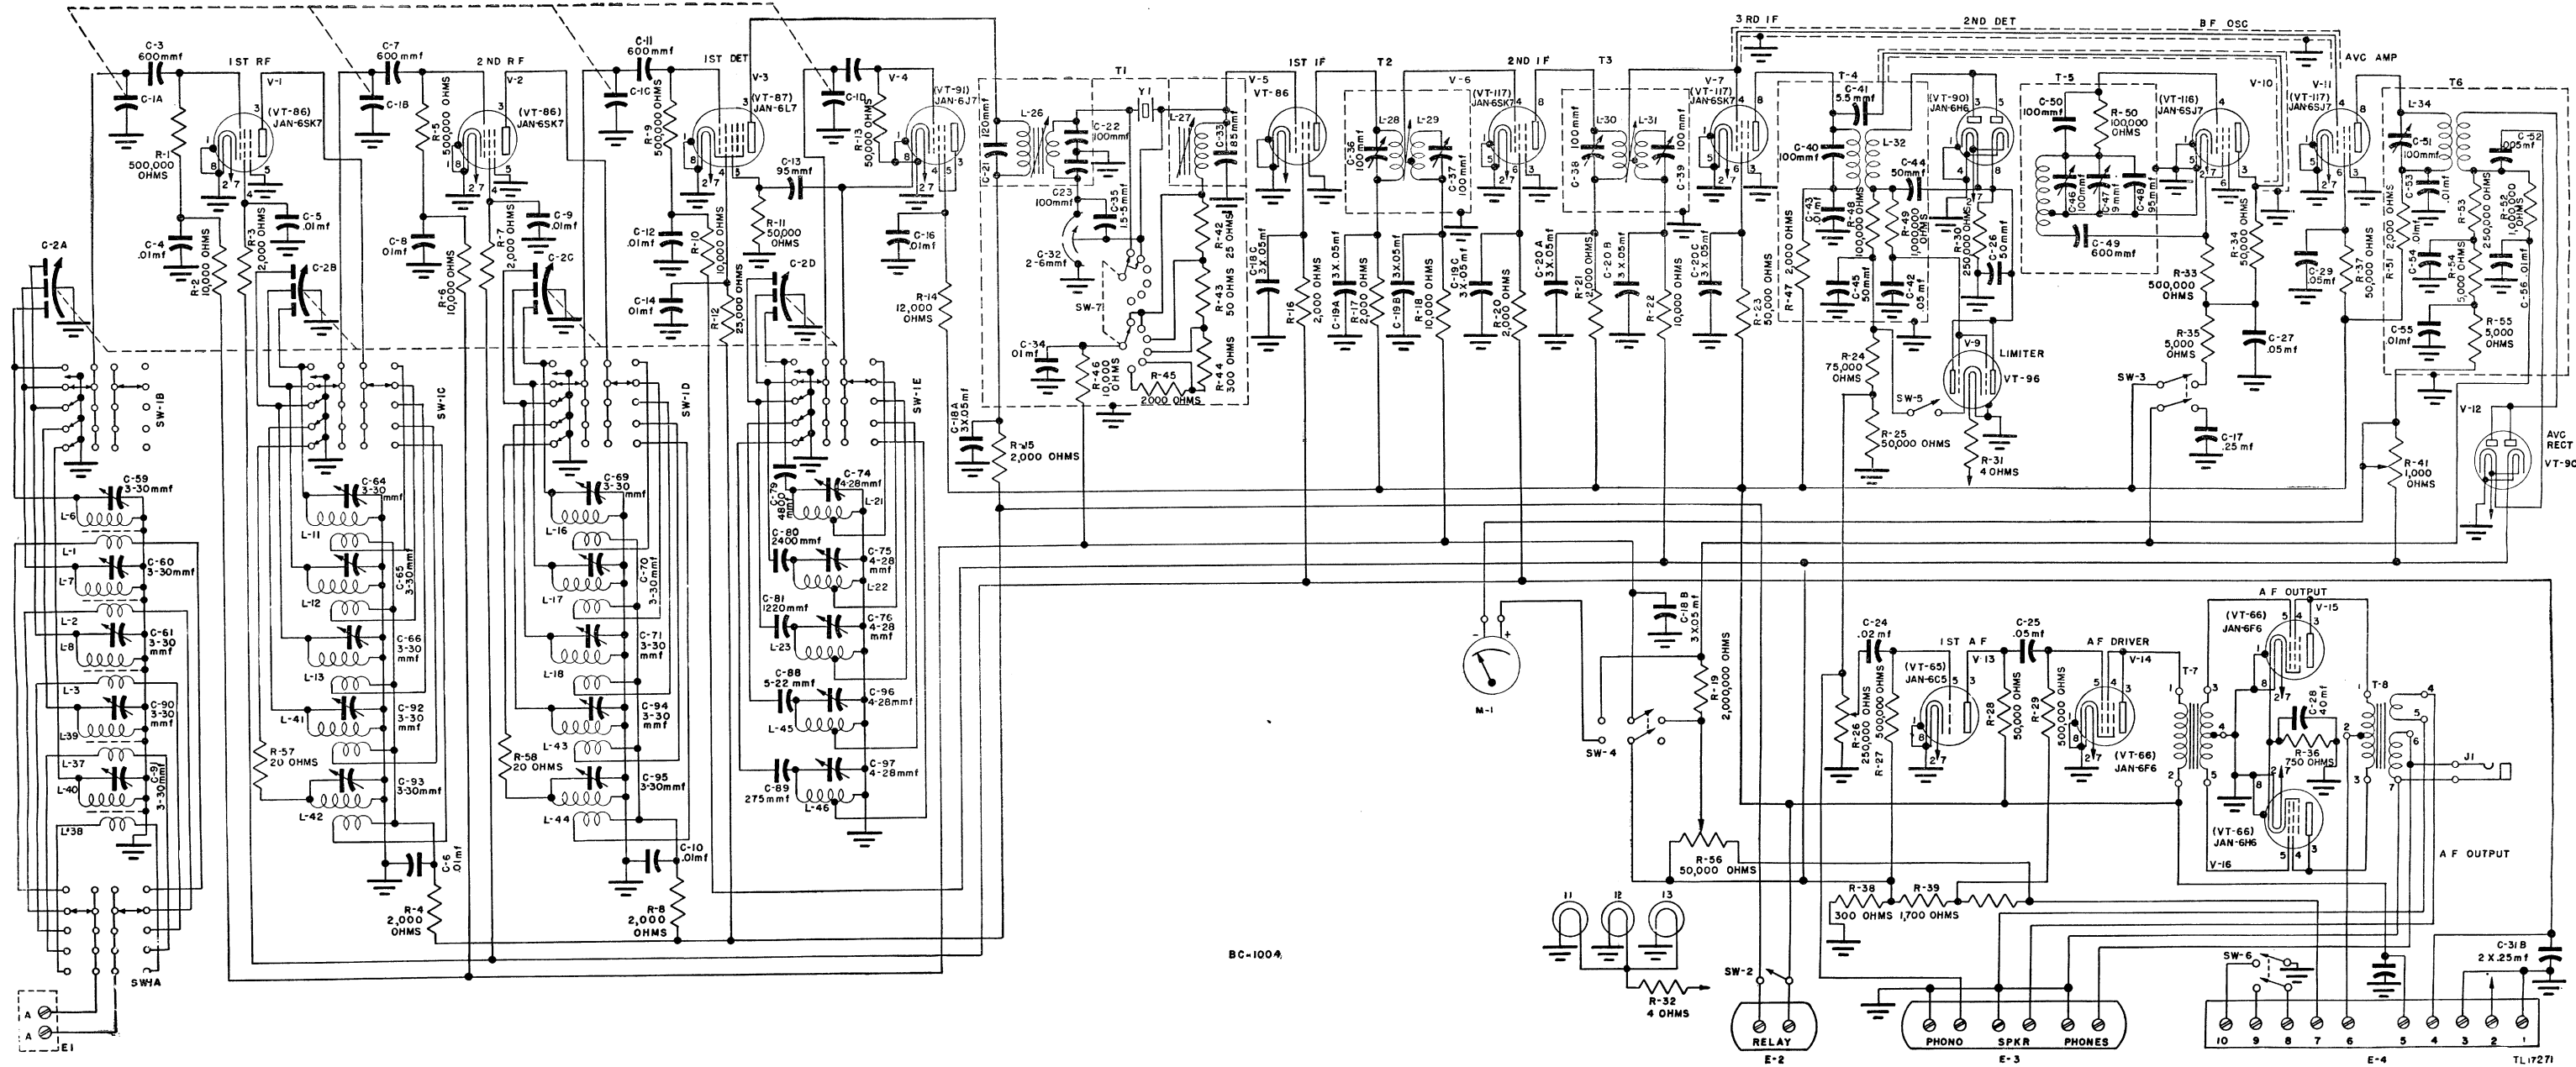 C-3
600mmf
1ST RF
V-1
C-1A
(VT-86)
JAN-6SK7
R-1
500,000
OHMS
C-4
.01mf
R-2
10,000 OHMS
R-3
2,000 OHMS
C-5
.01mf
C-2A
SW-1B
C-7
600mmf
2ND RF
V-2
C-1B
R-5
500,000 OHMS
(VT-86)
JAN-6SK7
C-8
.01mf
R-6
10,000 OHMS
R-7
2,000 OHMS
C-9
.01mf
C-2B
SW-1C
C-11
600mmf
1ST DET
V-3
C-1C
R-9
500,000 OHMS
(VT-87)
JAN-6L7
C-13
95mmf
C-12
.01mf
R-10
10,000 OHMS
R-11
50,000
OHMS
C-14
.01mf
R-12
25,000 OHMS
C-2C
SW-1D
C-1D
V-4
R-13
50,000 OHMS
(VT-91)
JAN-6J7
C-16
.01mf
R-14
12,000
OHMS
C-2D
SW-1E
T1
120mmf
C-21
L-26
C-22
100mmf
C23
100mmf
Y1
L-27
C-33
85mmf
C-35
1.5-5mmf
C-32
2-6mmf
SW-7
R-42
25 OHMS
R-43
50 OHMS
R-44
300 OHMS
R-45
2000 OHMS
R-46
10,000
OHMS
C-34
.01mf
C-18A
3X.05mf
R-15
2,000 OHMS
V-5
VT-86
1ST IF
C-18C
3X.05mf
R-16
2,000 OHMS
T2
C-36
100mmf
L-28
L-29
C-37
100mmf
C-19A
3X.05mf
R-17
2,000 OHMS
C-19B
3X.05mf
R-18
10,000 OHMS
V-6
(VT-117)
JAN-6SK7
2ND IF
C-19C
3X.05mf
R-20
2,000 OHMS
T3
C-38
100mmf
L-30
L-31
100mmf
C-39
C-20A
3X.05mf
R-21
2,000 OHMS
C-20B
3X.05mf
R-22
10,000 OHMS
V-7
(VT-117)
JAN-6SK7
3RD IF
C-20C
3X.05mf
R-23
50,000 OHMS
T-4
C-41
5.5mmf
C-40
100mmf
L-32
C-44
50mmf
C-43
.01mf
R-47
2,000 OHMS
R-48
100,000 OHMS
R-49
C-45
50mmf
C-42
.05mf
2ND DET
(VT-90)
JAN-6H6
R-30
250,000 OHMS
C-26
50mmf
V-9
LIMITER
VT-96
R-24
75,000
OHMS
SW-5
R-25
50,000 OHMS
R-31
4 OHMS
T-5
C-50
100mmf
R-50
100,000
OHMS
C-46
100mmf
C-47
9mmf
C-48
95mmf
C-49
600mmf
BF OSC
V-10
(VT-116)
JAN-6SJ7
R-33
500,000
OHMS
R-34
50,000 OHMS
R-35
5,000
OHMS
C-27
.05mf
SW-3
C-17
.25mf
AVC AMP
V-11
(VT-117)
JAN-6SJ7
C-29
.05mf
R-37
50,000 OHMS
T6
L-34
C-51
100mmf
C-52
.005mf
C-53
.01mf
R-51
2,000 OHMS
R-53
250,000 OHMS
R-52
C-54
.01mf
R-54
5,000 OHMS
C-56
.01mf
C-55
.01mf
R-55
5,000
OHMS
R-41
1,000
OHMS
V-12
AVC
RECT
VT-90
C-59
3-30mmf
L-6
L-1
C-60
3-30mmf
L-7
L-2
C-61
3-30
mmf
L-8
L-3
C-90
3-30
mmf
L-39
L-37
C-91
3-30mmf
L-40
L-38
SW-1A
A
A
E1
C-64
3-30
mmf
L-11
C-65
3-30mmf
L-12
C-66
3-30
mmf
L-13
C-92
3-30
mmf
L-41
C-93
3-30mmf
L-42
R-57
20 OHMS
C-6
.01mf
R-4
2,000
OHMS
C-69
3-30
mmf
L-16
C-70
3-30mmf
L-17
C-71
3-30
mmf
L-18
C-94
3-30
mmf
L-43
C-95
3-30mmf
L-44
R-58
20 OHMS
C-10
.01mf
R-8
2,000
OHMS
C-79
4800
mmf
C-74
4-28mmf
L-21
C-80
2400mmf
C-75
4-28
mmf
L-22
C-81
1220mmf
C-76
4-28
mmf
L-23
C-88
5-22 mmf
C-96
4-28mmf
L-45
C-97
4-28mmf
C-89
275mmf
L-46
BC-1004
M-1
SW-4
C-18B
3X.05mf
R-19
2,000,000 OHMS
R-56
50,000 OHMS
11
12
13
R-32
4 OHMS
C-24
.02mf
R-26
250,000 OHMS
R-27
500,000 OHMS
1ST AF
(VT-65)
JAN-6C5
V-13
C-25
.05mf
R-28
50,000 OHMS
R-29
500,000 OHMS
AF DRIVER
V-14
(VT-66)
JAN-6F6
R-38
300 OHMS
R-39
1,700 OHMS
T-7
AF OUTPUT
(VT-66)
JAN-6F6
V-15
C-28
40mf
R-36
750 OHMS
(VT-66)
JAN-6H6
V-16
T-8
J1
AF OUTPUT
SW-2
RELAY
E-2
PHONO
SPKR
PHONES
E-3
SW-6
C-31B
2X.25mf
10 9 8 7 6 5 4 3 2 1
E-4
TL17271